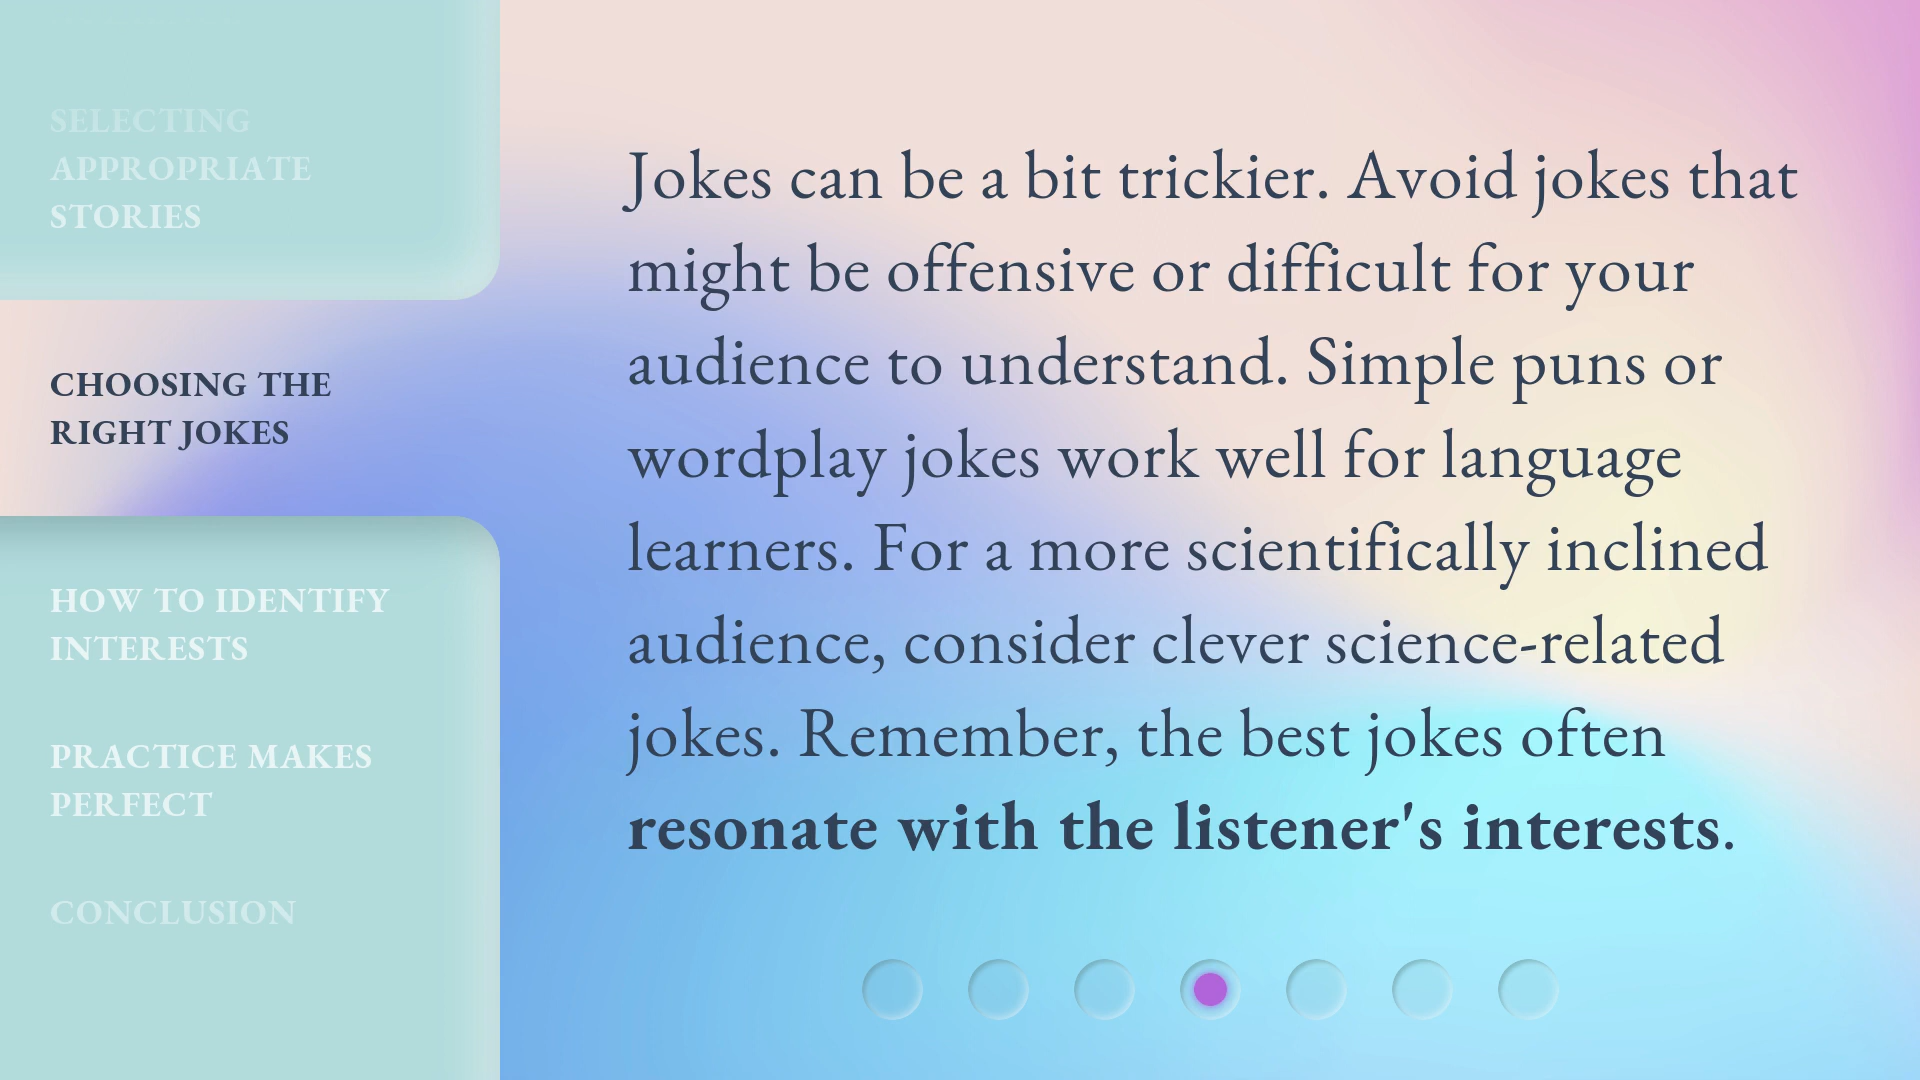 SELECTING
APPROPRIATE
STORIES
CHOOSING THE
RIGHT JOKES
HOW TO IDENTIFY
INTERESTS
PRACTICE MAKES
PERFECT
CONCLUSION
Jokes can be a bit trickier. Avoid jokes that
might be offensive or difficult for your
audience to understand. Simple puns or
wordplay jokes work well for language
learners. For a more scientifically inclined
audience, consider clever science-related
jokes. Remember, the best jokes often
resonate with the listener's interests.